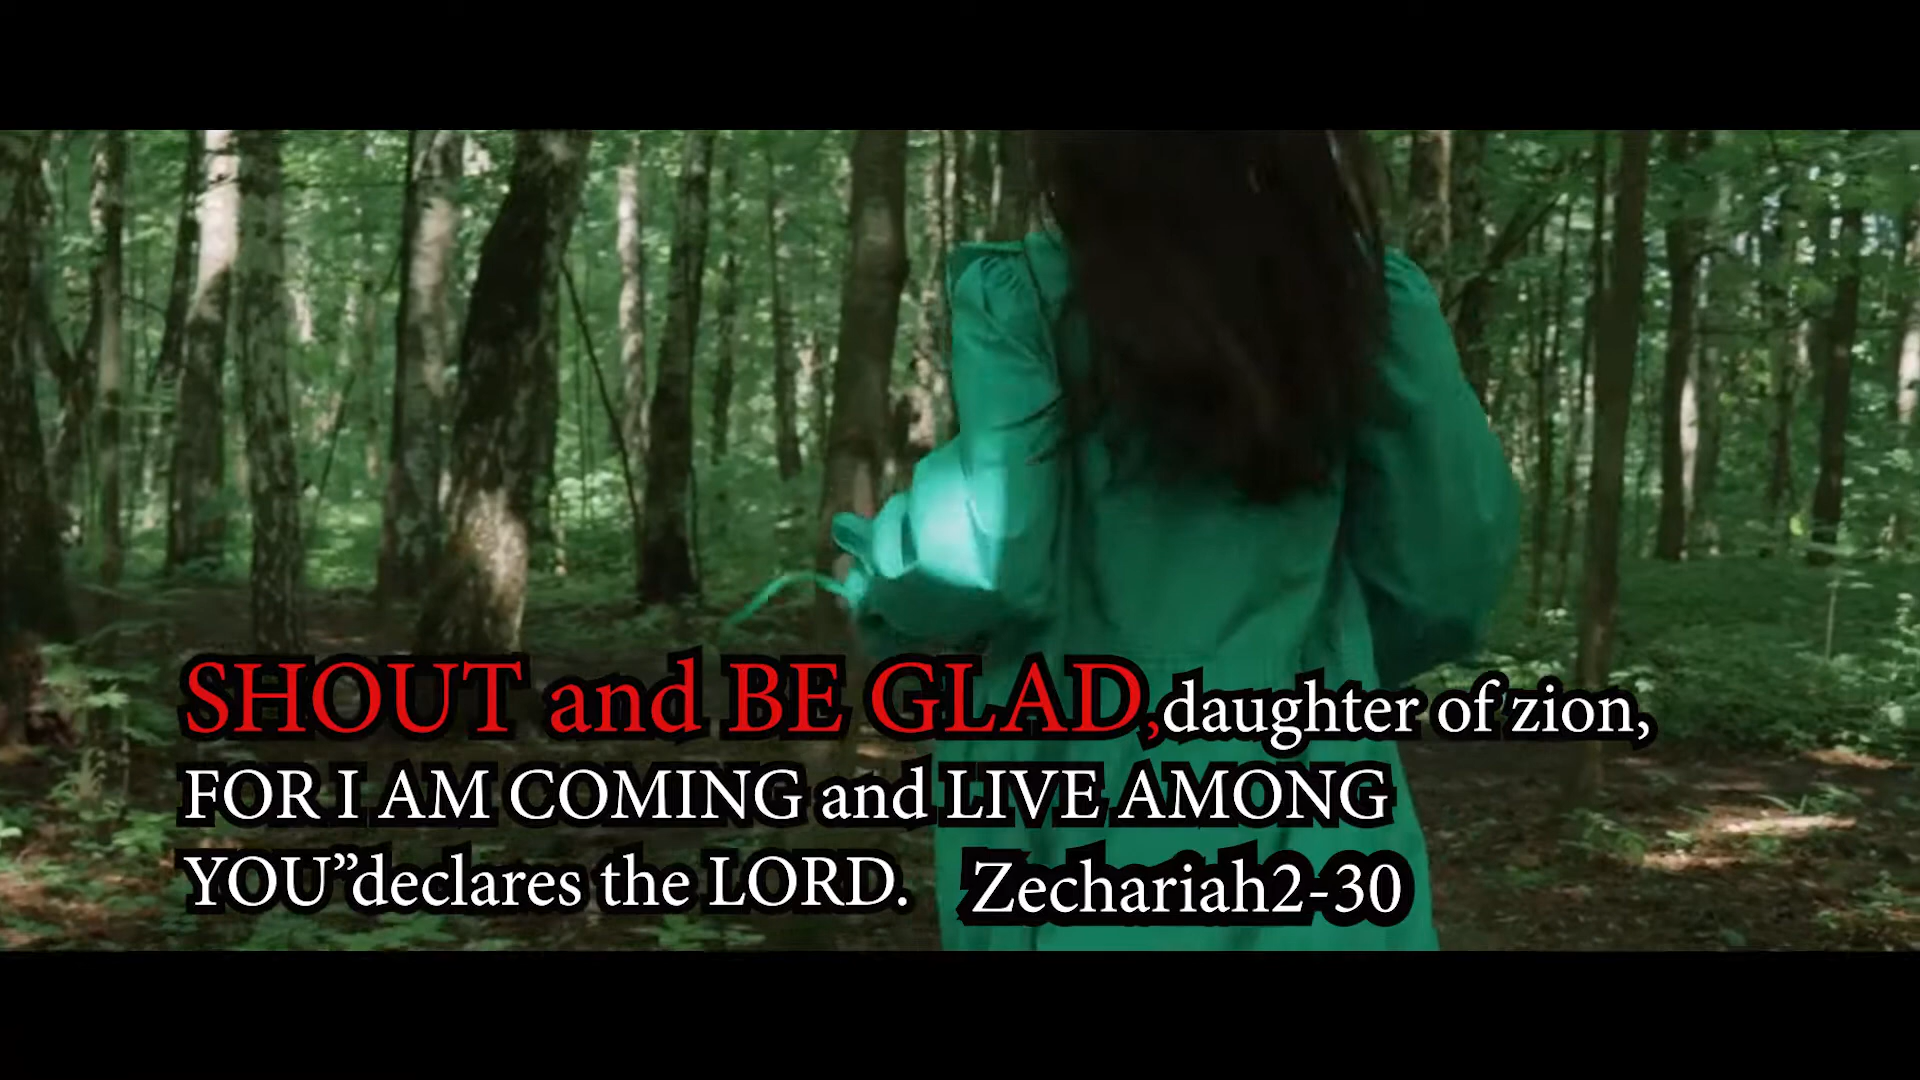 SHOUT and BE GLAD,daughter of zion,
FOR I AM COMING and LIVE AMONG
YOU”declares the LORD. Zechariah2-30